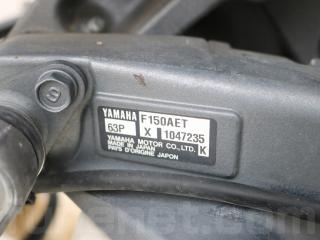 YAMAHA F150AET
63P X 1047235
YAMAHA MOTOR CO., LTD. K
MADE IN JAPAN
PAYS D'ORIGINE JAPON